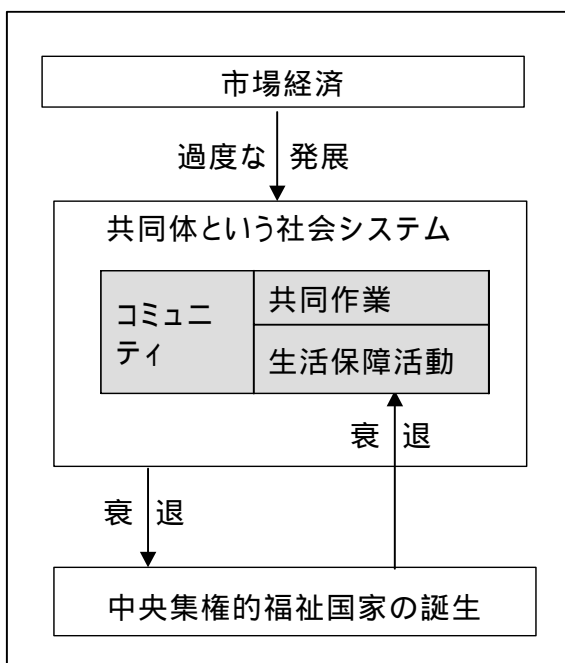 市場経済
過度な 発展
共同体という社会システム
コミュニ
ティ
共同作業
生活保障活動
衰 退
衰 退
中央集権的福祉国家の誕生